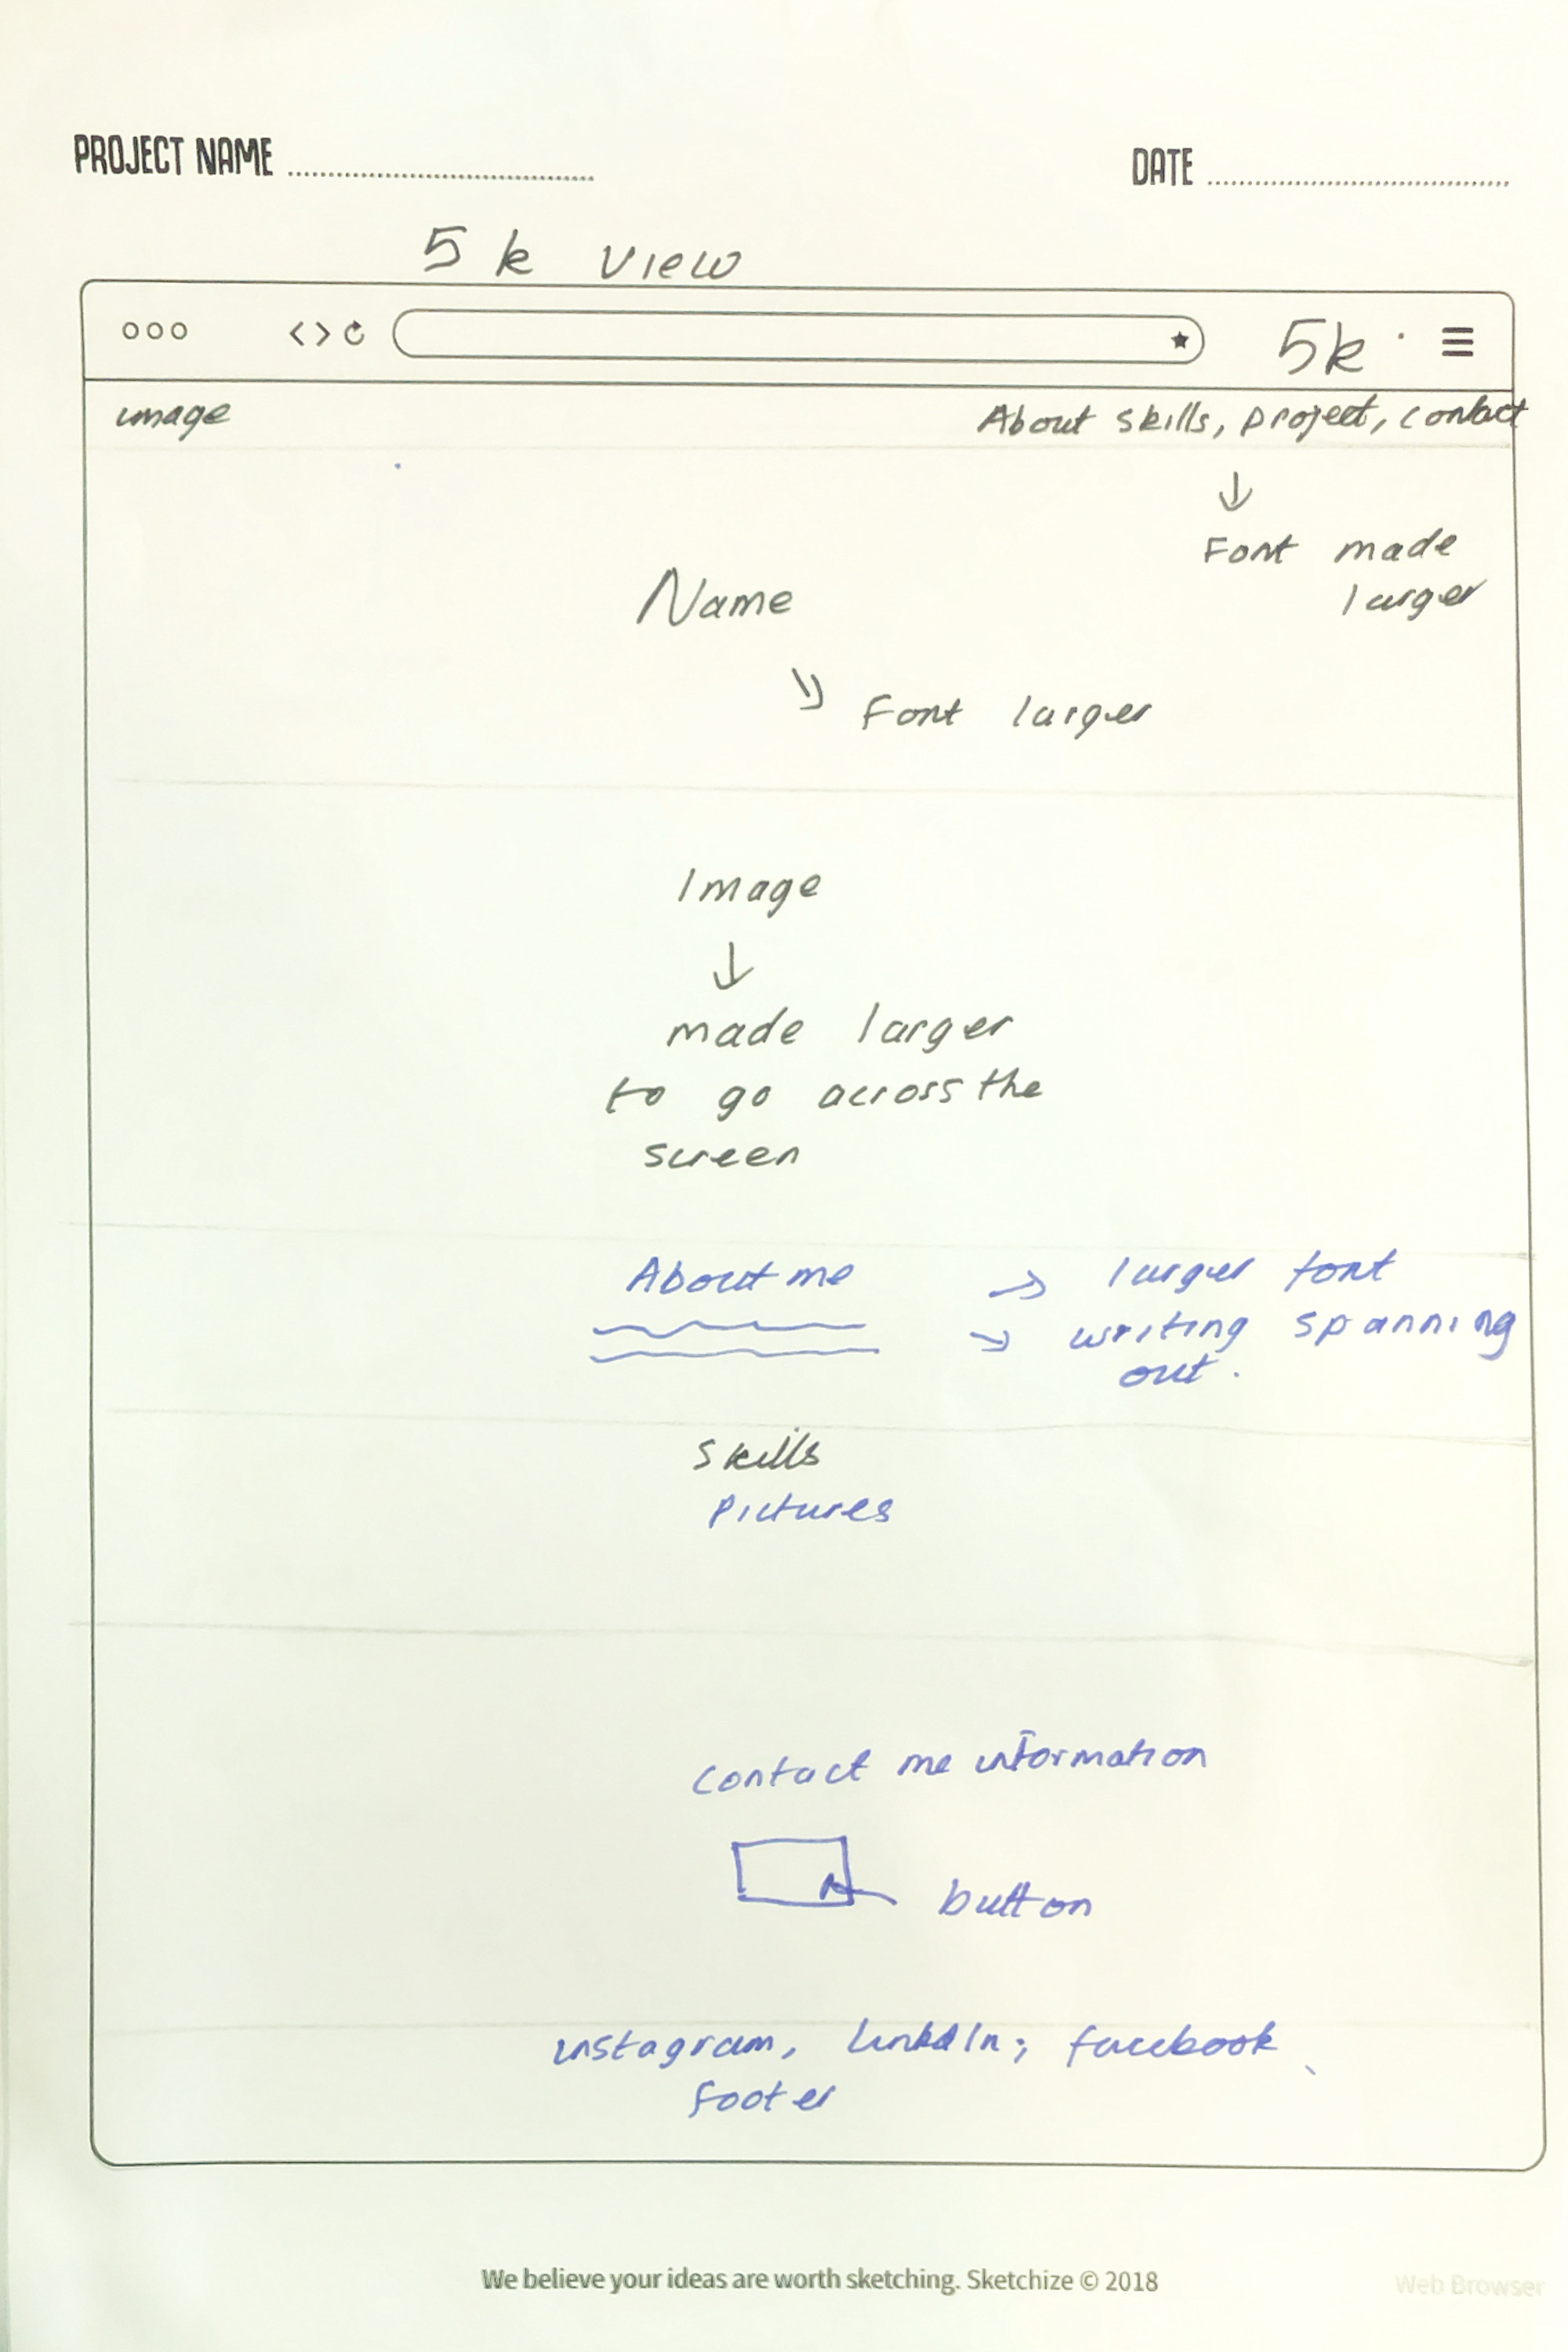 PROJECT NAME
DATE
5k view
5k
image
About skills, project, contact
Font made
larger
Name
Font larger
Image
made larger
to go across the
screen
About me
larger font
writing spanning
out.
Skills
Pictures
Contact me information
button
instagram, linkdIn, facebook
footer
We believe your ideas are worth sketching. Sketchize © 2018
Web Browser